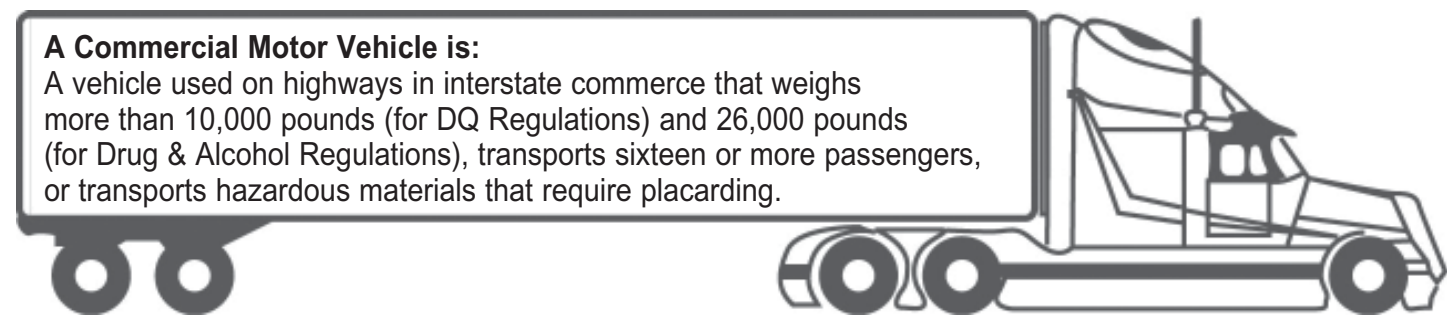 A Commercial Motor Vehicle is:
A vehicle used on highways in interstate commerce that weighs
more than 10,000 pounds (for DQ Regulations) and 26,000 pounds
(for Drug & Alcohol Regulations), transports sixteen or more passengers,
or transports hazardous materials that require placarding.